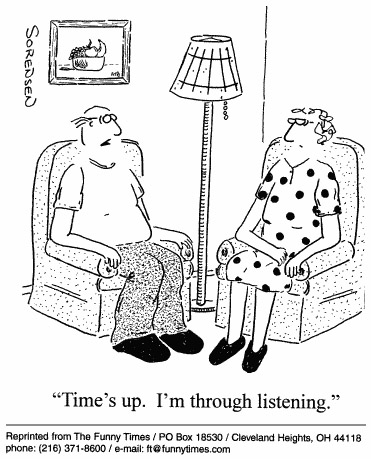 SORENSEN
"Time's up. I'm through listening."
Reprinted from The Funny Times / PO Box 18530 / Cleveland Heights, OH 44118
phone: (216) 371-8600 / e-mail: ft@funnytimes.com